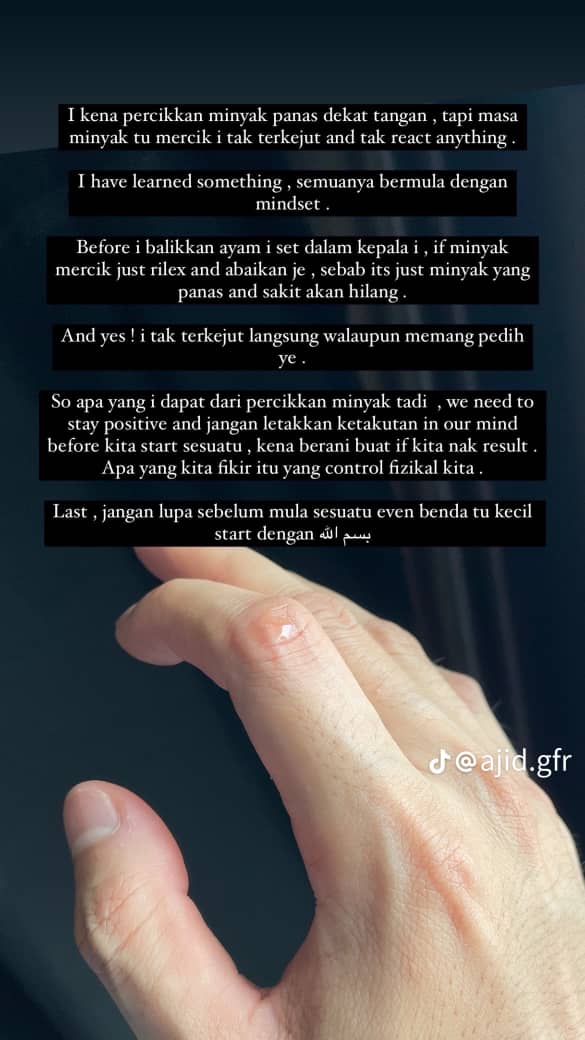 I kena percikkan minyak panas dekat tangan , tapi masa
minyak tu mercik i tak terkejut and tak react anything .
I have learned something , semuanya bermula dengan
mindset .
Before i balikkan ayam i set dalam kepala i , if minyak
mercik just rilex and abaikan je , sebab its just minyak yang
panas and sakit akan hilang .
And yes ! i tak terkejut langsung walaupun memang pedih
ye .
So apa yang i dapat dari percikkan minyak tadi , we need to
stay positive and jangan letakkan ketakutan in our mind
before kita start sesuatu , kena berani buat if kita nak result .
Apa yang kita fikir itu yang control fizikal kita .
Last , jangan lupa sebelum mula sesuatu even benda tu kecil
start dengan بسم الله
@ajid.gfr